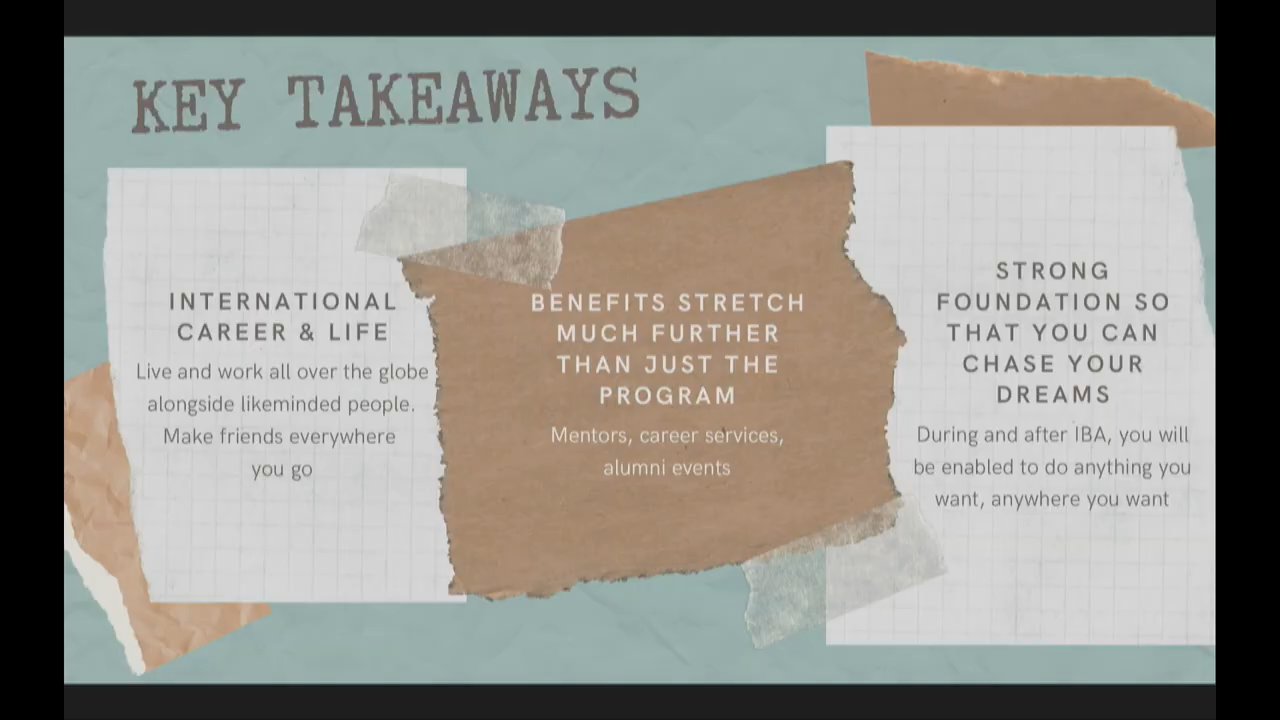 KEY TAKEAWAYS
INTERNATIONAL
CAREER & LIFE
Live and work all over the globe
alongside likeminded people.
Make friends everywhere
you go
BENEFITS STRETCH
MUCH FURTHER
THAN JUST THE
PROGRAM
Mentors, career services,
alumni events
STRONG
FOUNDATION SO
THAT YOU CAN
CHASE YOUR
DREAMS
During and after IBA, you will
be enabled to do anything you
want, anywhere you want